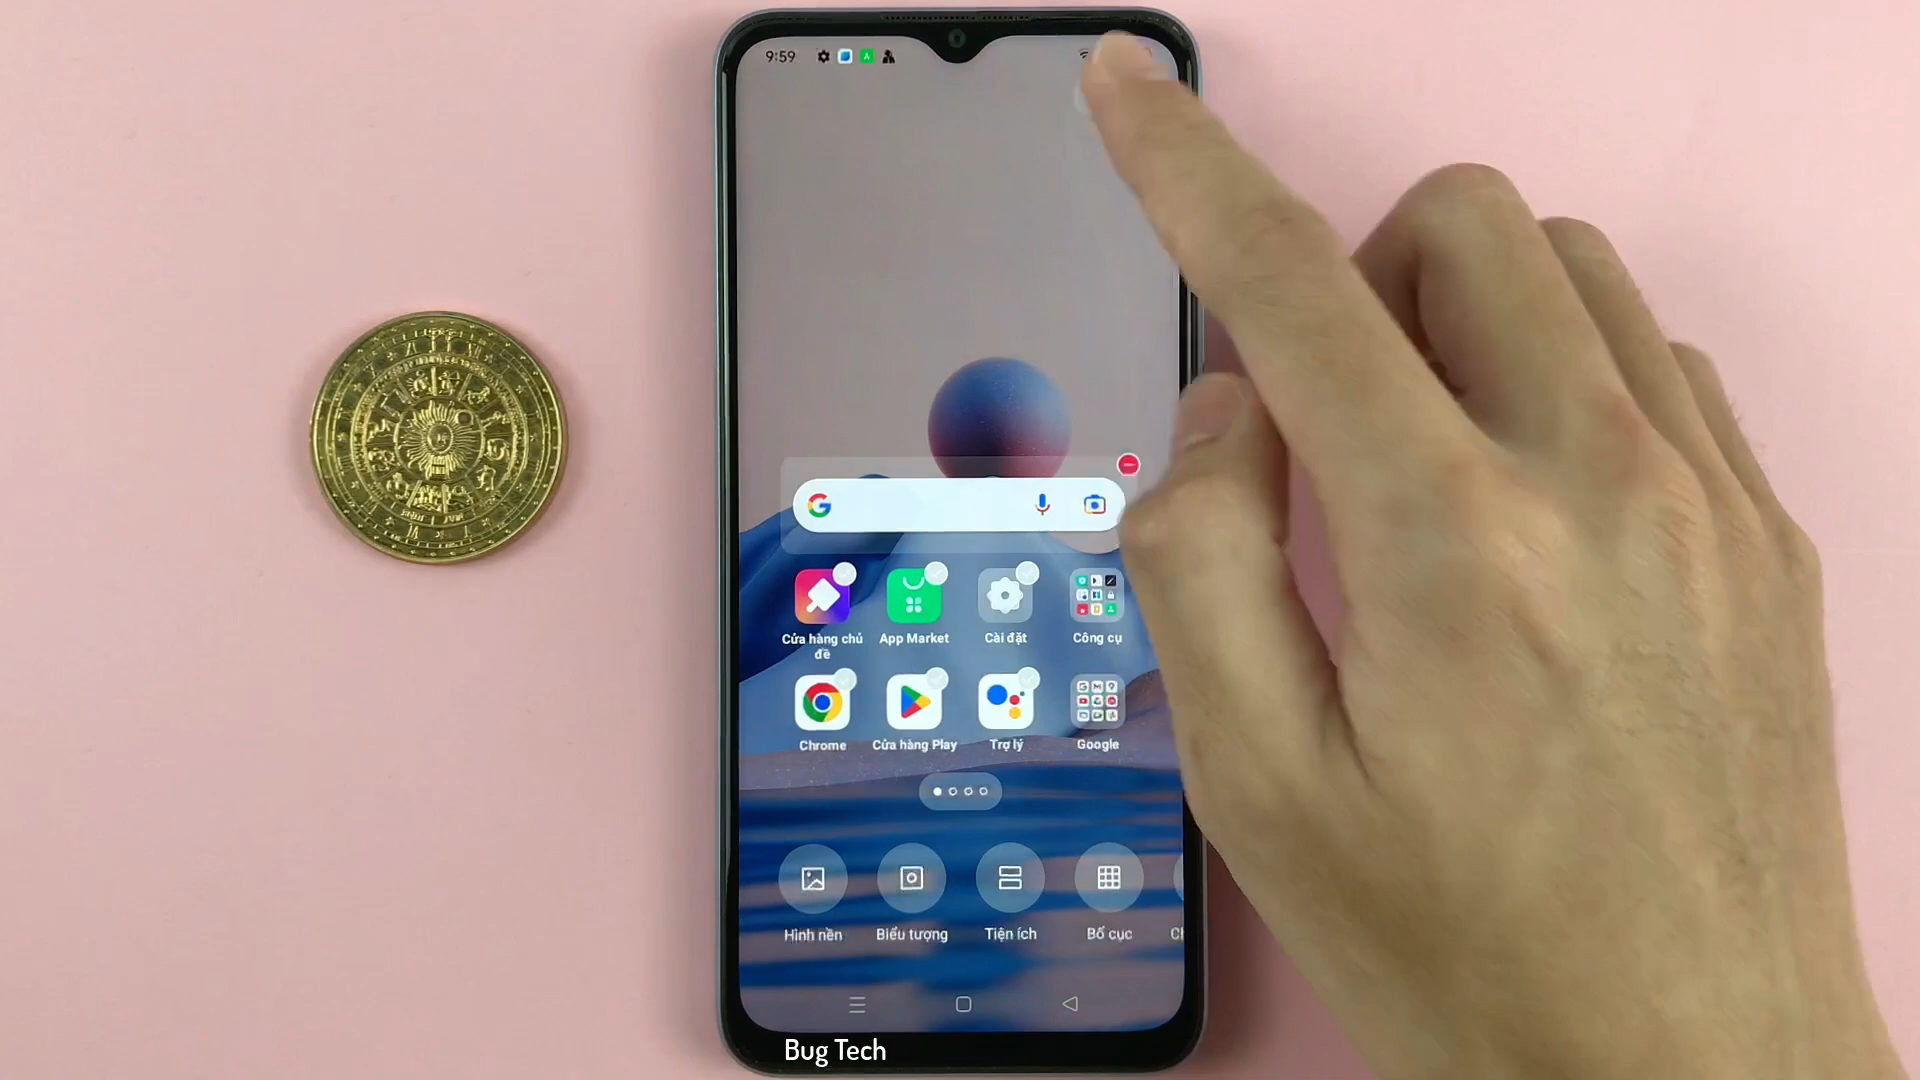 9:59
Cửa hàng chủ đề
App Market
Cài đặt
Công cụ
Chrome
Cửa hàng Play
Trợ lý
Google
Hình nền
Biểu tượng
Tiện ích
Bố cục
Bug Tech